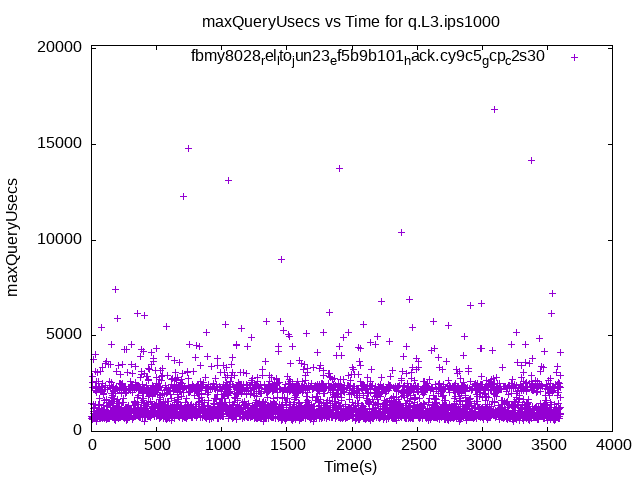 maxQueryUsecs vs Time for q.L3.ips1000
fbmy8028relltojun23ef5b9b101hack.cy9c5gcpc2s30
20000
15000
10000
5000
0
maxQueryUsecs
0 500 1000 1500 2000 2500 3000 3500 4000
Time(s)